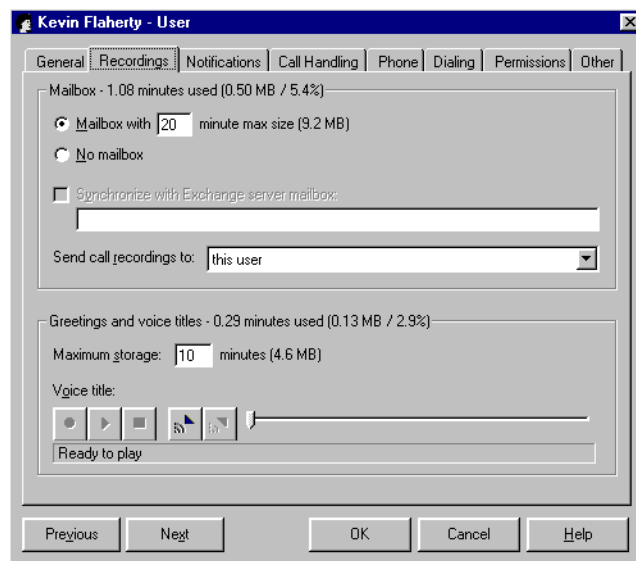 Kevin Flaherty - User
General Recordings Notifications Call Handling Phone Dialing Permissions Other
Mailbox - 1.08 minutes used (0.50 MB / 5.4%)
Mailbox with 20 minute max size (9.2 MB)
No mailbox
Synchronize with Exchange server mailbox:
Send call recordings to: this user
Greetings and voice titles - 0.29 minutes used (0.13 MB / 2.9%)
Maximum storage: 10 minutes (4.6 MB)
Voice title:
Ready to play
Previous Next OK Cancel Help